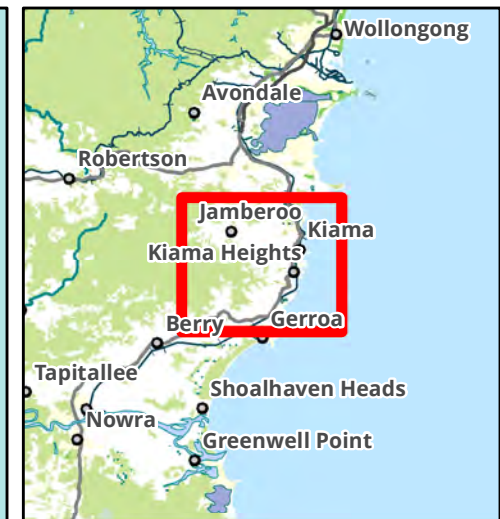 Wollongong
Avondale
Robertson
Jamberoo
Kiama
Kiama Heights
Berry
Gerroa
Tapitallee
Shoalhaven Heads
Nowra
Greenwell Point